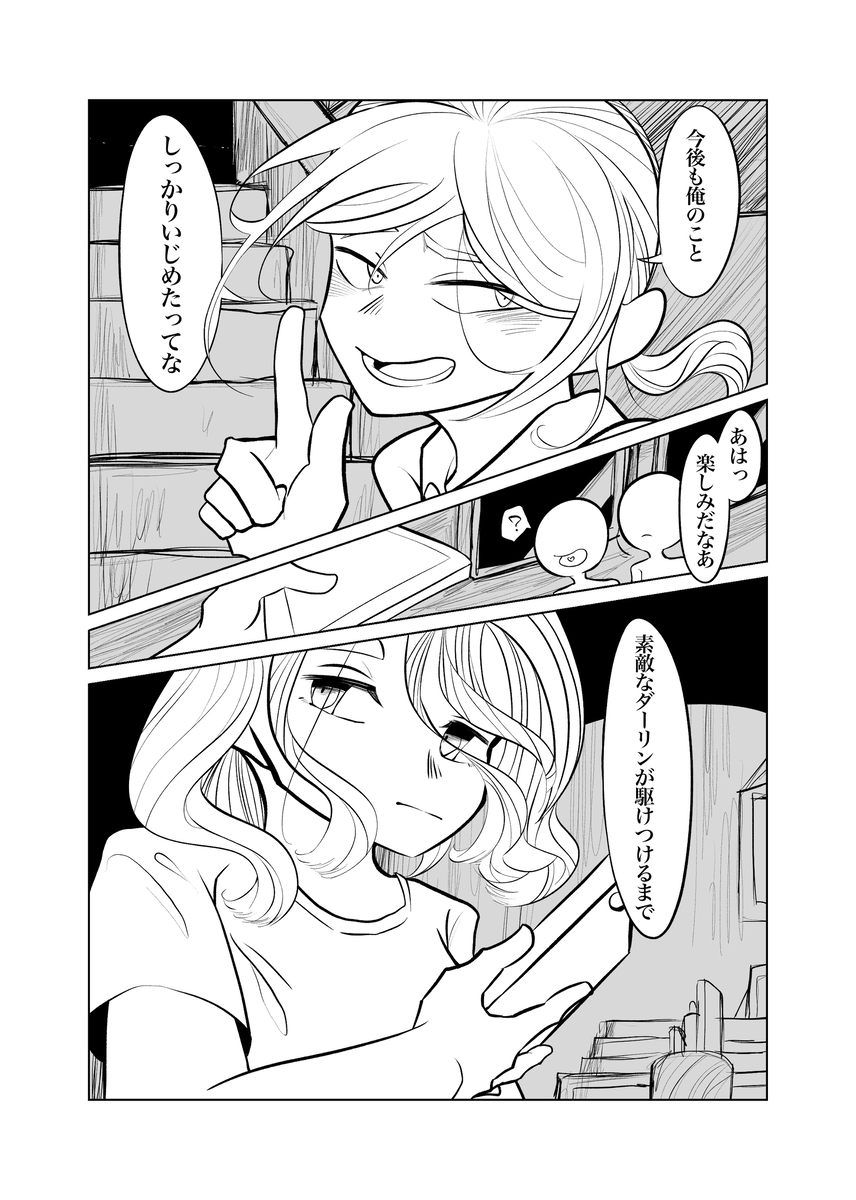 今後も俺のこと
しっかりいじめたってな
あはっ
楽しみだなあ
?
素敵なダーリンが駆けつけるまで